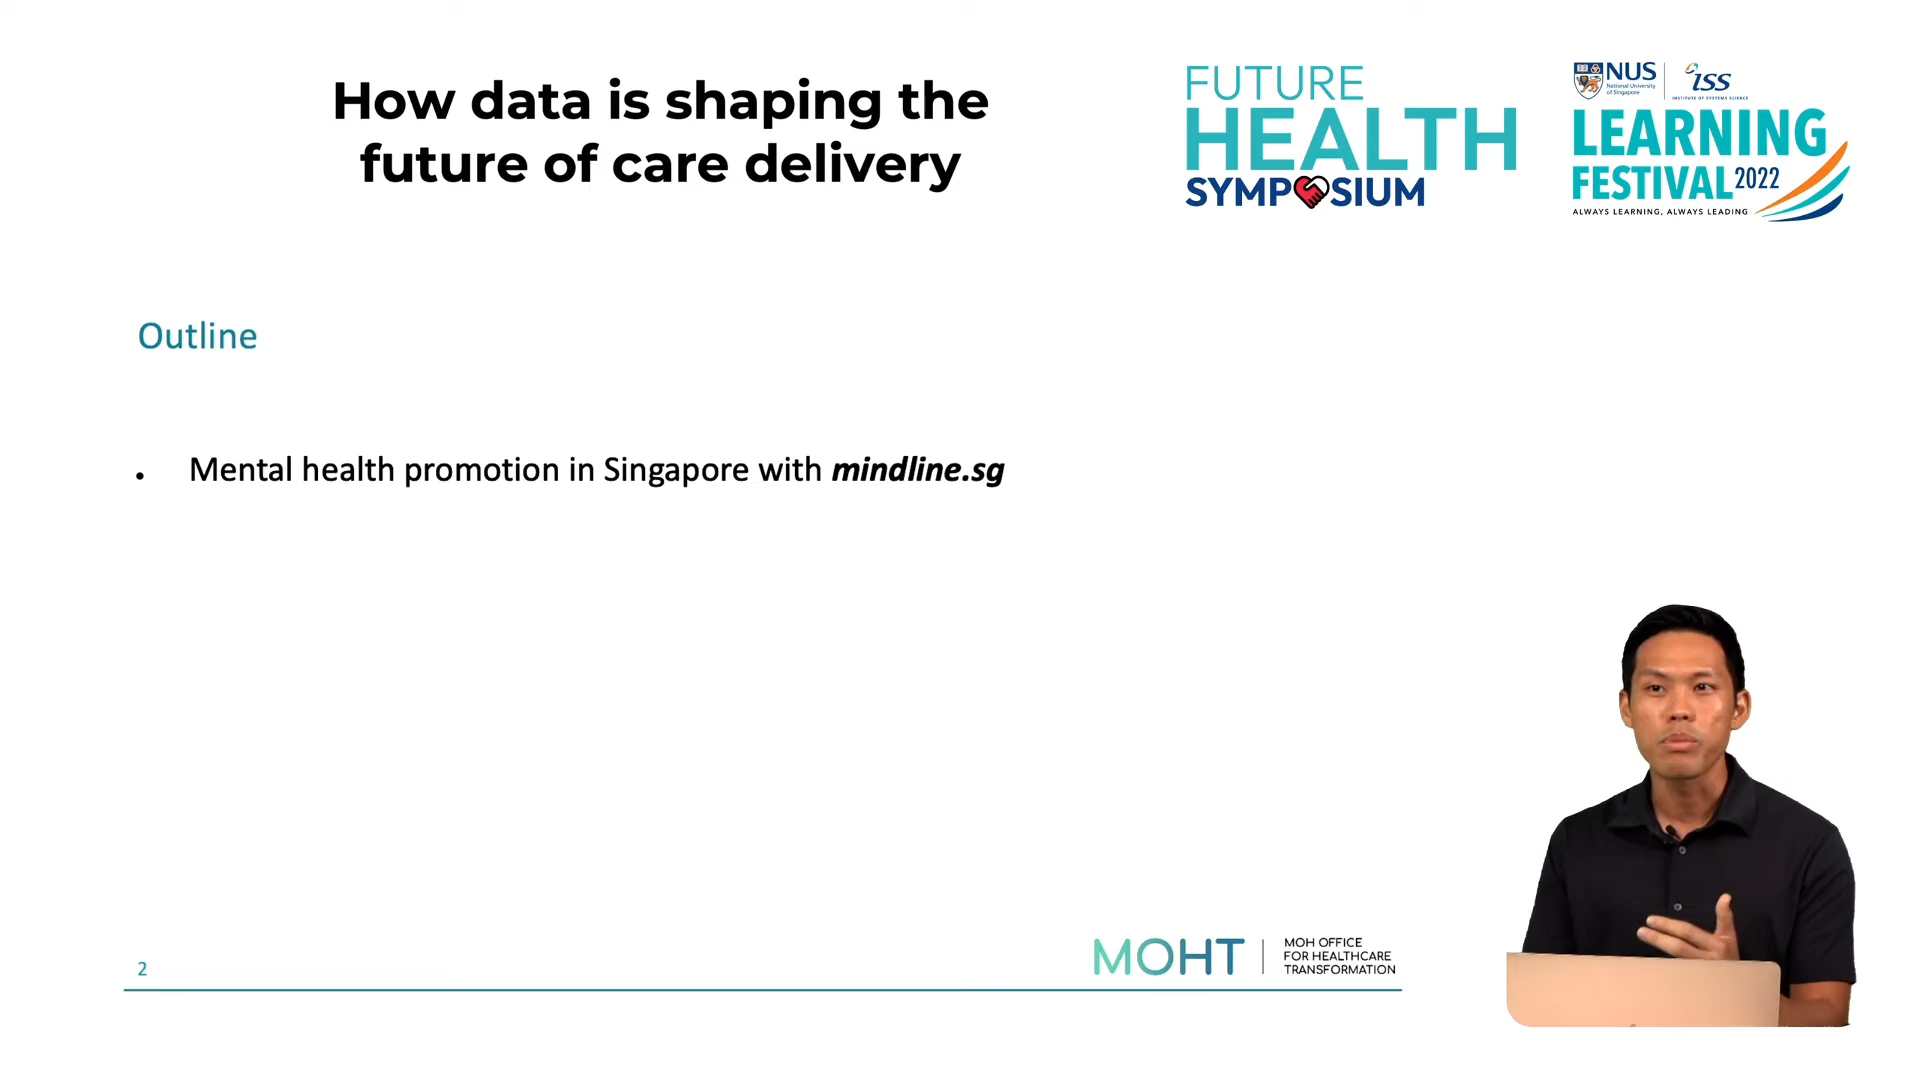 How data is shaping the
future of care delivery
FUTURE
HEALTH
SYMPOSIUM
NUS
National University
of Singapore
iss
INSTITUTE OF SYSTEMS SCIENCE
LEARNING
FESTIVAL 2022
ALWAYS LEARNING, ALWAYS LEADING
Outline
• Mental health promotion in Singapore with mindline.sg
2
MOHT
MOH OFFICE
FOR HEALTHCARE
TRANSFORMATION